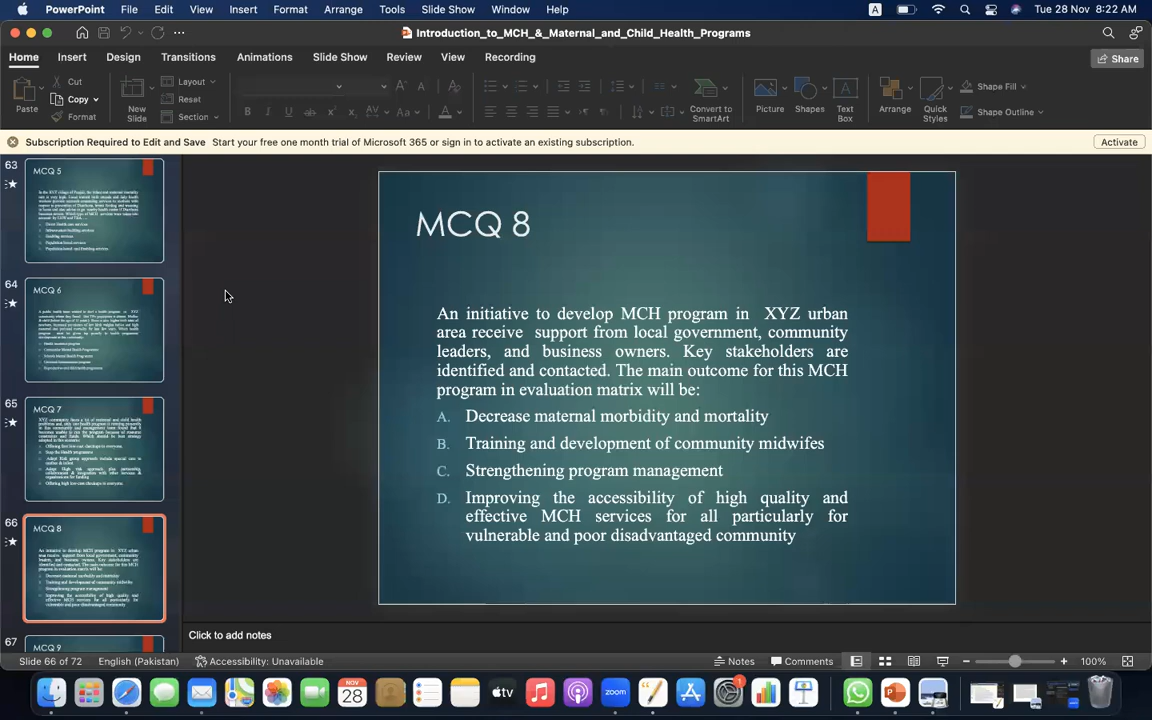 PowerPoint File Edit View Insert Format Arrange Tools Slide Show Window Help A Tue 28 Nov 8:22 AM
Introduction_to_MCH_&_Maternal_and_Child_Health_Programs
Home Insert Design Transitions Animations Slide Show Review View Recording Share
Paste
Cut
Copy
Format
New
Slide
Layout
Reset
Section
Convert to
SmartArt
Picture
Shapes
Text
Box
Arrange
Quick
Styles
Shape Fill
Shape Outline
Subscription Required to Edit and Save Start your free one month trial of Microsoft 365 or sign in to activate an existing subscription. Activate
63
MCQ 5
64
MCQ 6
65
MCQ 7
66
MCQ 8
67
MCQ 9
MCQ 8
An initiative to develop MCH program in XYZ urban
area receive support from local government, community
leaders, and business owners. Key stakeholders are
identified and contacted. The main outcome for this MCH
program in evaluation matrix will be:
A. Decrease maternal morbidity and mortality
B. Training and development of community midwifes
C. Strengthening program management
D. Improving the accessibility of high quality and
effective MCH services for all particularly for
vulnerable and poor disadvantaged community
Click to add notes
Slide 66 of 72 English (Pakistan) Accessibility: Unavailable Notes Comments 100%
NOV
28
zoom
tv
1